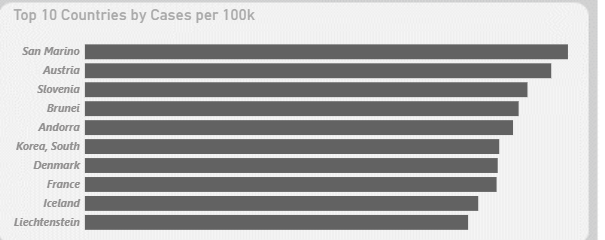 Top 10 Countries by Cases per 100k
San Marino
Austria
Slovenia
Brunei
Andorra
Korea, South
Denmark
France
Iceland
Liechtenstein